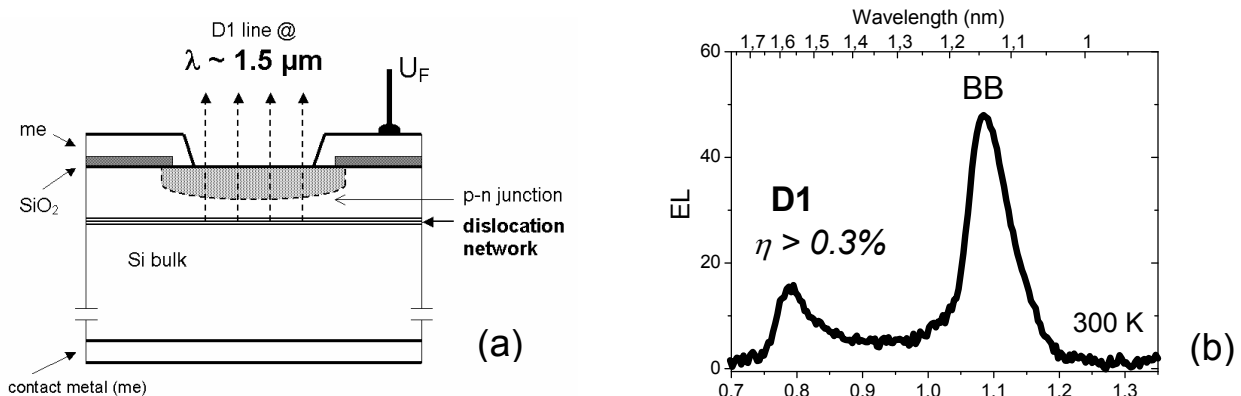 D1 line @
λ ~ 1.5 µm
U_F
me
SiO₂
p-n junction
dislocation
network
Si bulk
contact metal (me)
(a)
Wavelength (nm)
1,7 1,6 1,5 1,4 1,3 1,2 1,1 1
60
40
20
0
EL
BB
D1
η > 0.3%
300 K
0.7 0.8 0.9 1.0 1.1 1.2 1.3
(b)